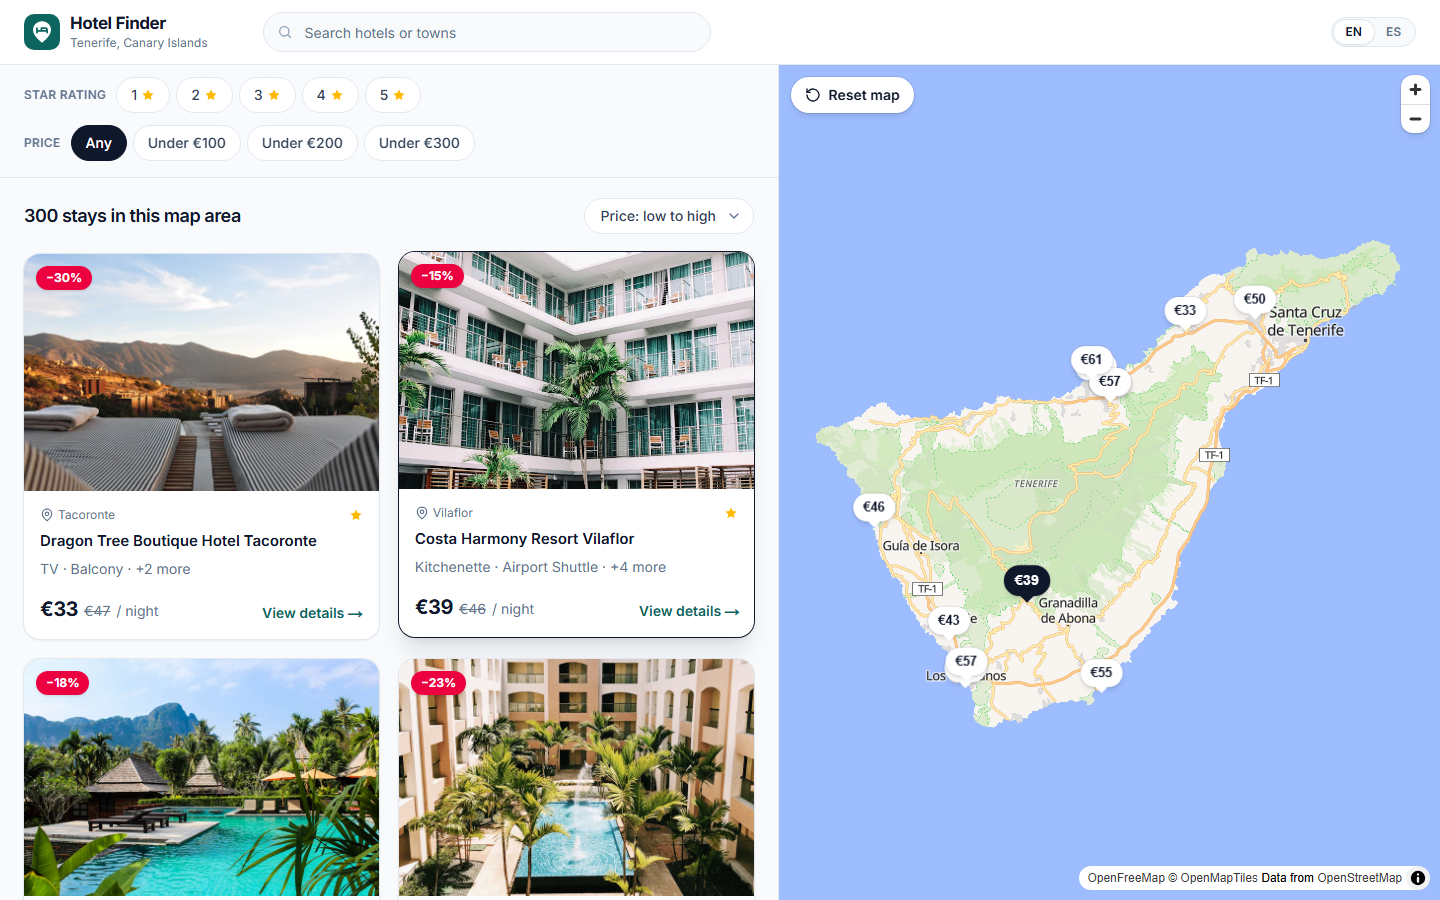 Hotel Finder
Tenerife, Canary Islands
Search hotels or towns
EN ES
STAR RATING 1 2 3 4 5
PRICE Any Under €100 Under €200 Under €300
300 stays in this map area
Price: low to high
−30%
Tacoronte
Dragon Tree Boutique Hotel Tacoronte
TV · Balcony · +2 more
€33 €47 / night View details →
−15%
Vilaflor
Costa Harmony Resort Vilaflor
Kitchenette · Airport Shuttle · +4 more
€39 €46 / night View details →
−18%
−23%
Reset map
+
−
€50
€33
Santa Cruz
de Tenerife
€61
€57
TF-1
TF-1
TENERIFE
€46
Guía de Isora
€39
TF-1
Granadilla
de Abona
€43
€57
€55
OpenFreeMap © OpenMapTiles Data from OpenStreetMap